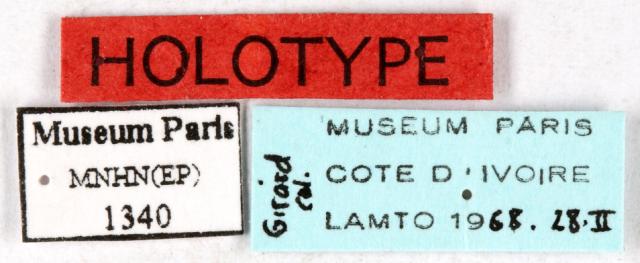 HOLOTYPE
Museum Paris
MNHN(EP)
1340
MUSEUM PARIS
COTE D'IVOIRE
LAMTO 1968. 28.II
Girard
col.